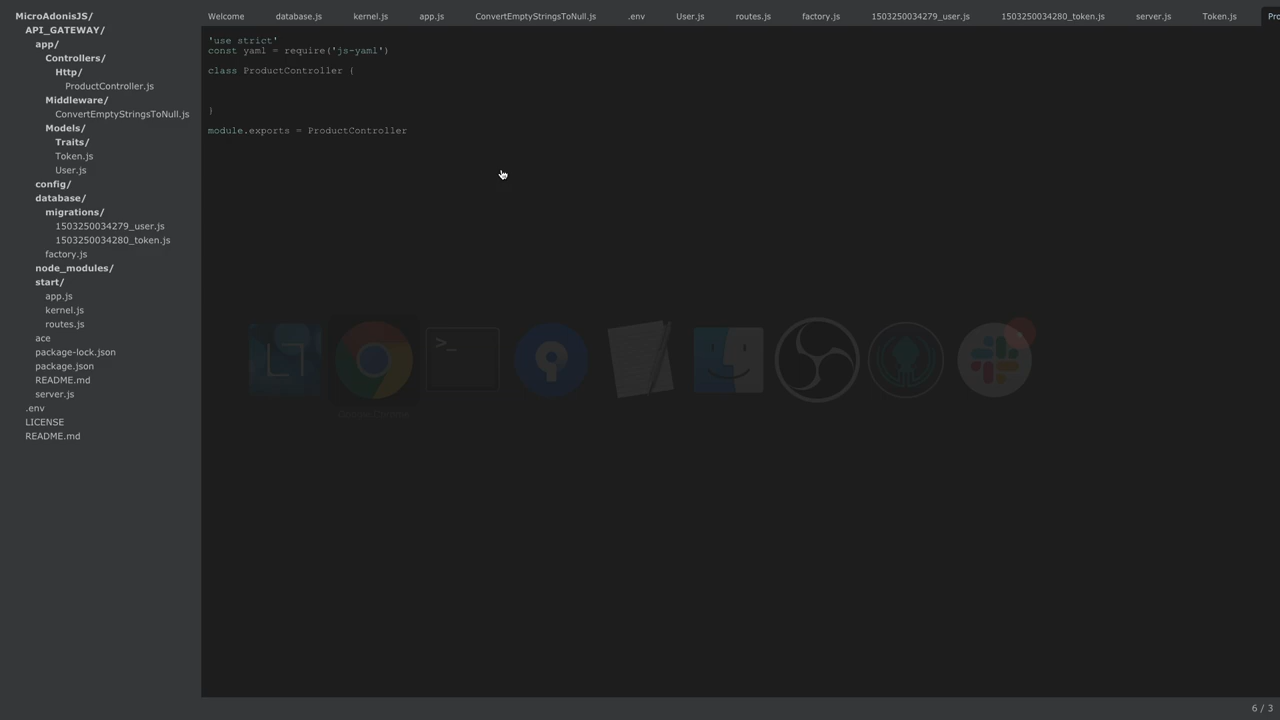 MicroAdonisJS/
API_GATEWAY/
app/
Controllers/
Http/
ProductController.js
Middleware/
ConvertEmptyStringsToNull.js
Models/
Traits/
Token.js
User.js
config/
database/
migrations/
1503250034279_user.js
1503250034280_token.js
factory.js
node_modules/
start/
app.js
kernel.js
routes.js
ace
package-lock.json
package.json
README.md
server.js
.env
LICENSE
README.md
Welcome database.js kernel.js app.js ConvertEmptyStringsToNull.js .env User.js routes.js factory.js 1503250034279_user.js 1503250034280_token.js server.js Token.js Pro
'use strict'
const yaml = require('js-yaml')
class ProductController {
}
module.exports = ProductController
>_
6 / 3